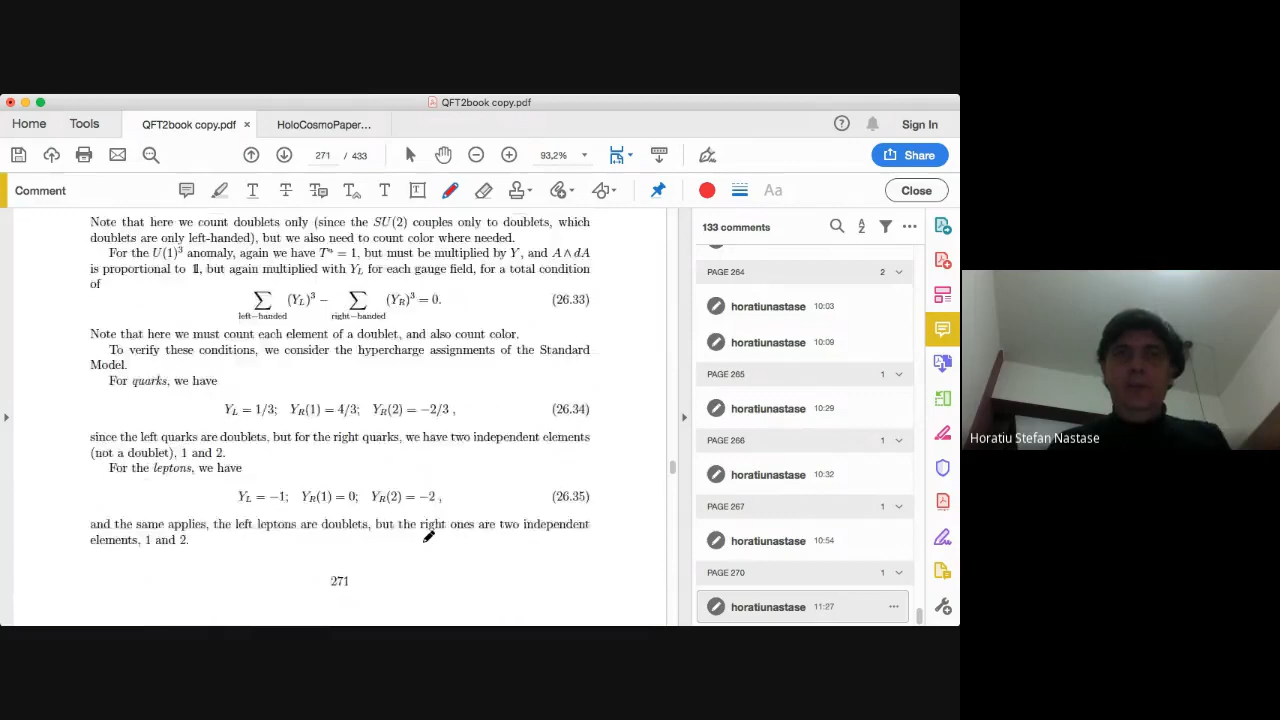 QFT2book copy.pdf
Home Tools QFT2book copy.pdf × HoloCosmoPaper... Sign In
271 / 433 93,2% Share
Comment Aa Close
Note that here we count doublets only (since the SU(2) couples only to doublets, which
doublets are only left-handed), but we also need to count color where needed.
For the U(1)³ anomaly, again we have Tᵃ = 1, but must be multiplied by Y, and A ∧ dA
is proportional to 𝟙, but again multiplied with Y_L for each gauge field, for a total condition
of
∑ (Y_L)³ − ∑ (Y_R)³ = 0. (26.33)
left−handed right−handed
Note that here we must count each element of a doublet, and also count color.
To verify these conditions, we consider the hypercharge assignments of the Standard
Model.
For quarks, we have
Y_L = 1/3; Y_R(1) = 4/3; Y_R(2) = −2/3 , (26.34)
since the left quarks are doublets, but for the right quarks, we have two independent elements
(not a doublet), 1 and 2.
For the leptons, we have
Y_L = −1; Y_R(1) = 0; Y_R(2) = −2 , (26.35)
and the same applies, the left leptons are doublets, but the right ones are two independent
elements, 1 and 2.
271
133 comments
PAGE 264 2
horatiunastase 10:03
horatiunastase 10:09
PAGE 265 1
horatiunastase 10:29
PAGE 266 1
horatiunastase 10:32
PAGE 267 1
horatiunastase 10:54
PAGE 270 1
horatiunastase 11:27
Horatiu Stefan Nastase